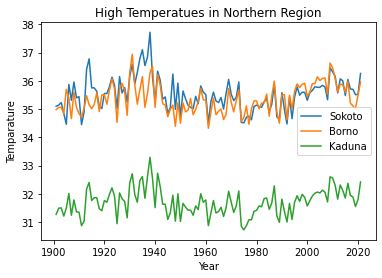 High Temperatues in Northern Region
Temparature
38
37
36
35
34
33
32
31
Sokoto
Borno
Kaduna
1900
1920
1940
1960
1980
2000
2020
Year